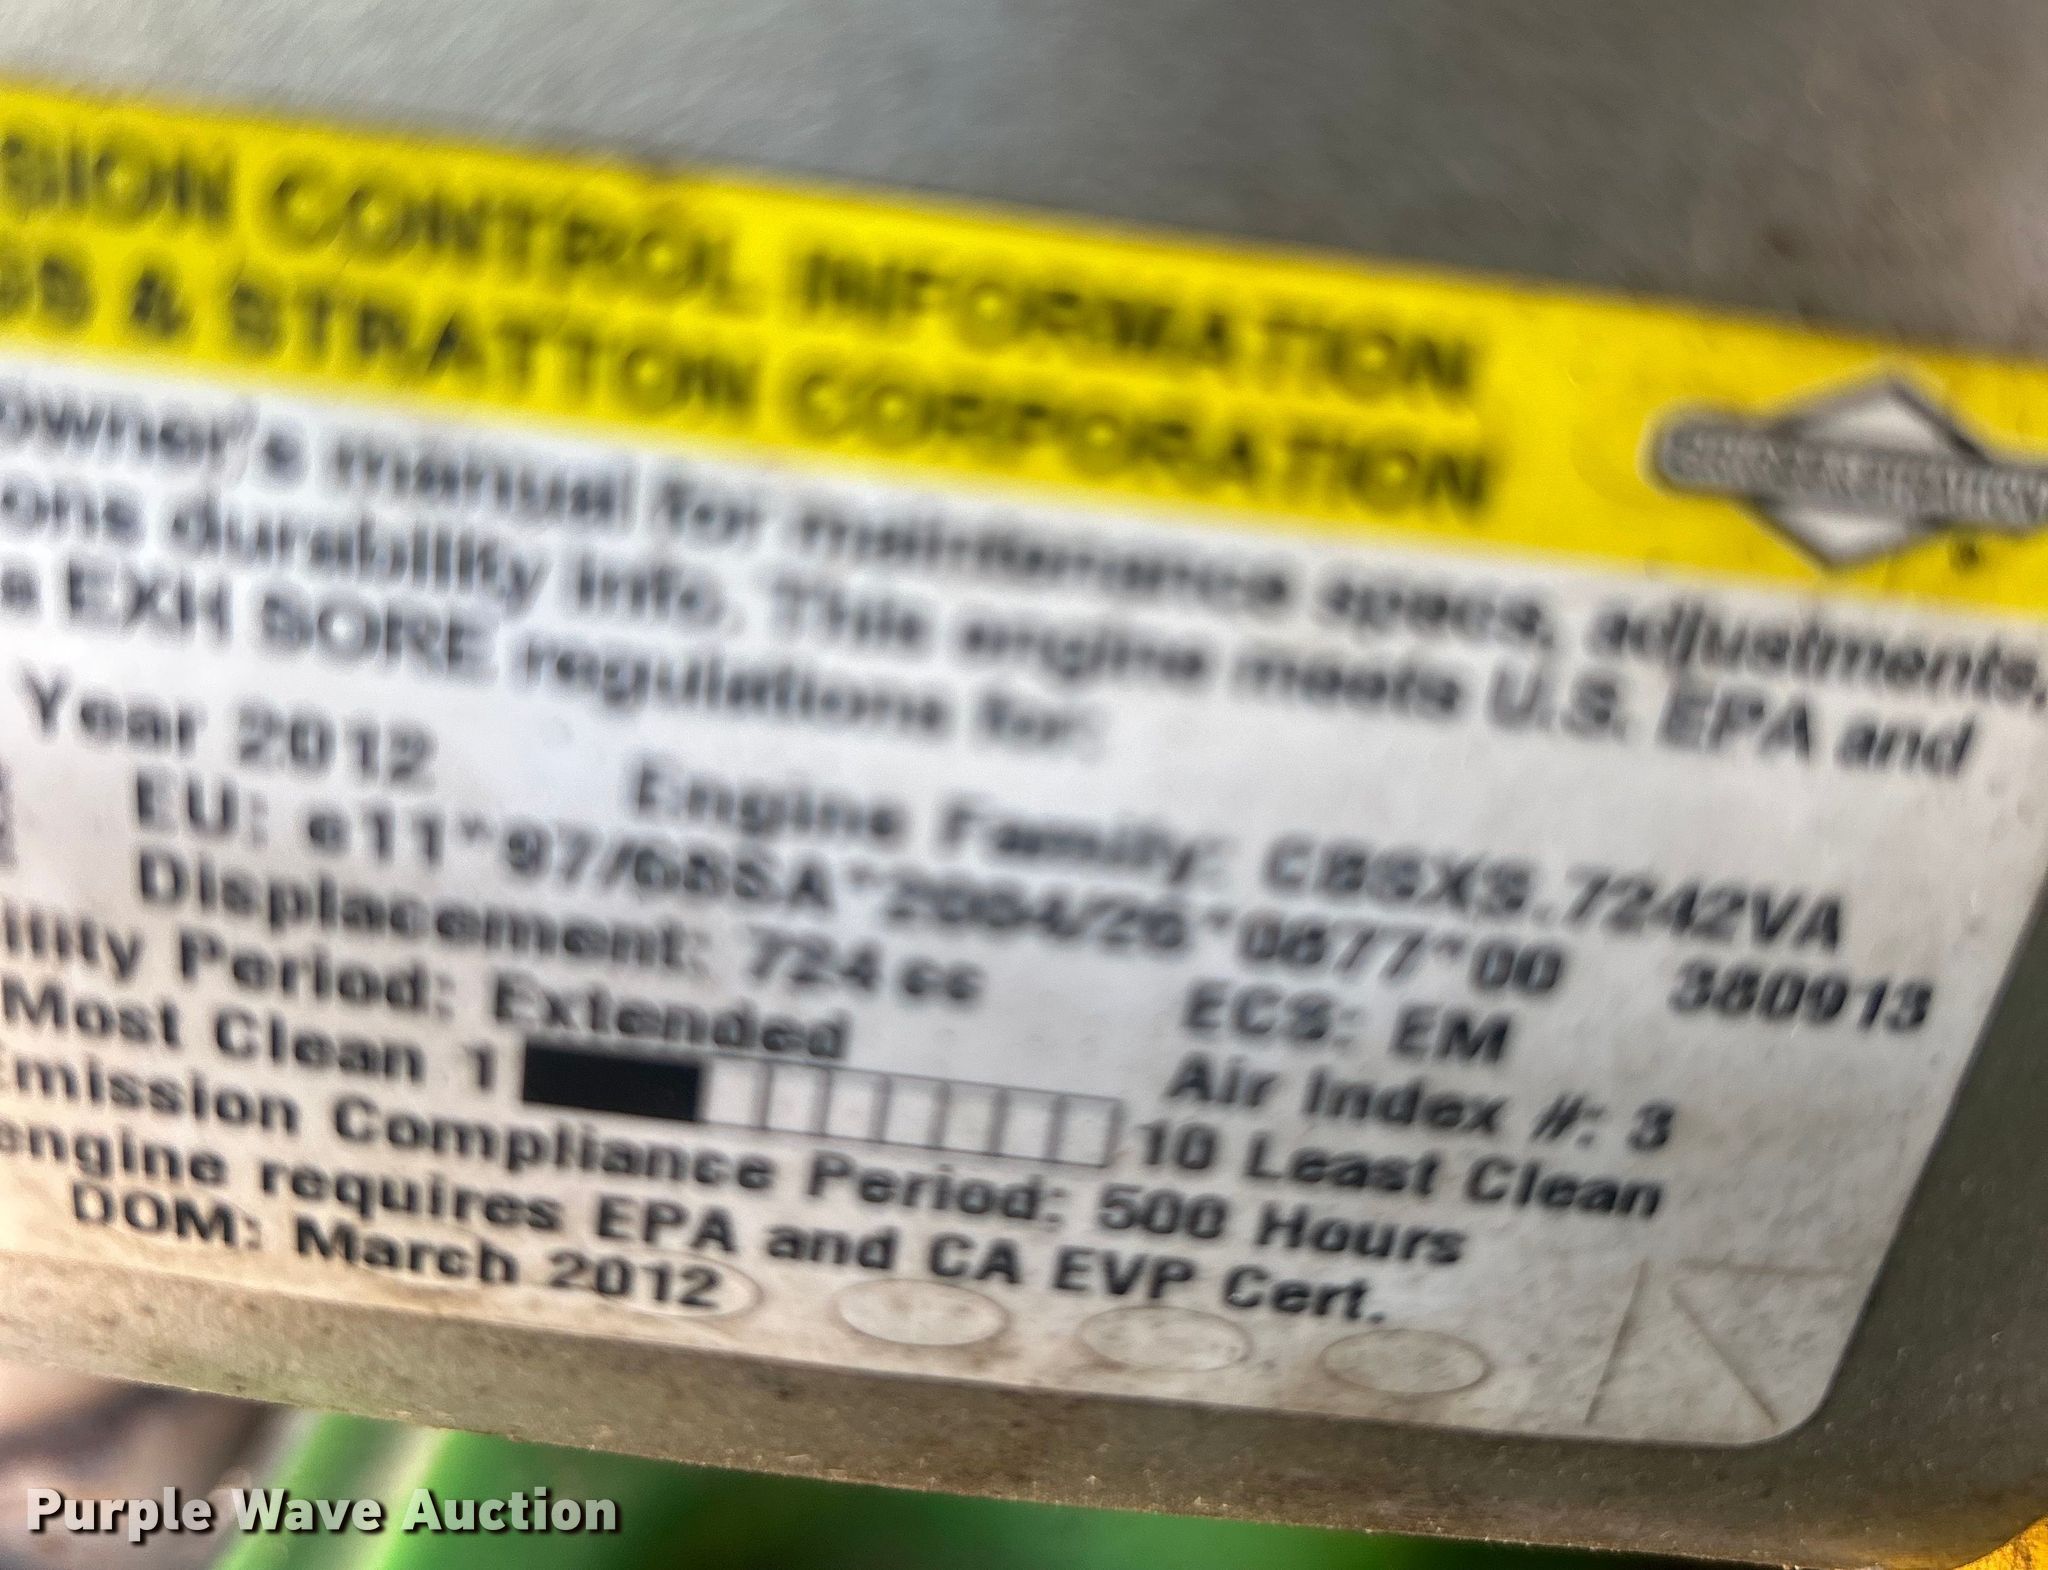 SION CONTROL INFORMATION
GS & STRATTON CORPORATION
owner's manual for maintenance specs, adjustments,
ons durability info. This engine meets U.S. EPA and
EXH SORE regulations for:
Year 2012 Engine Family: CBSXS.7242VA
EU: e11*97/68SA*2004/26*0877*00 380913
Displacement: 724 cc ECS: EM
ility Period: Extended Air Index #: 3
Most Clean 1 10 Least Clean
Emission Compliance Period: 500 Hours
engine requires EPA and CA EVP Cert.
DOM: March 2012
Purple Wave Auction